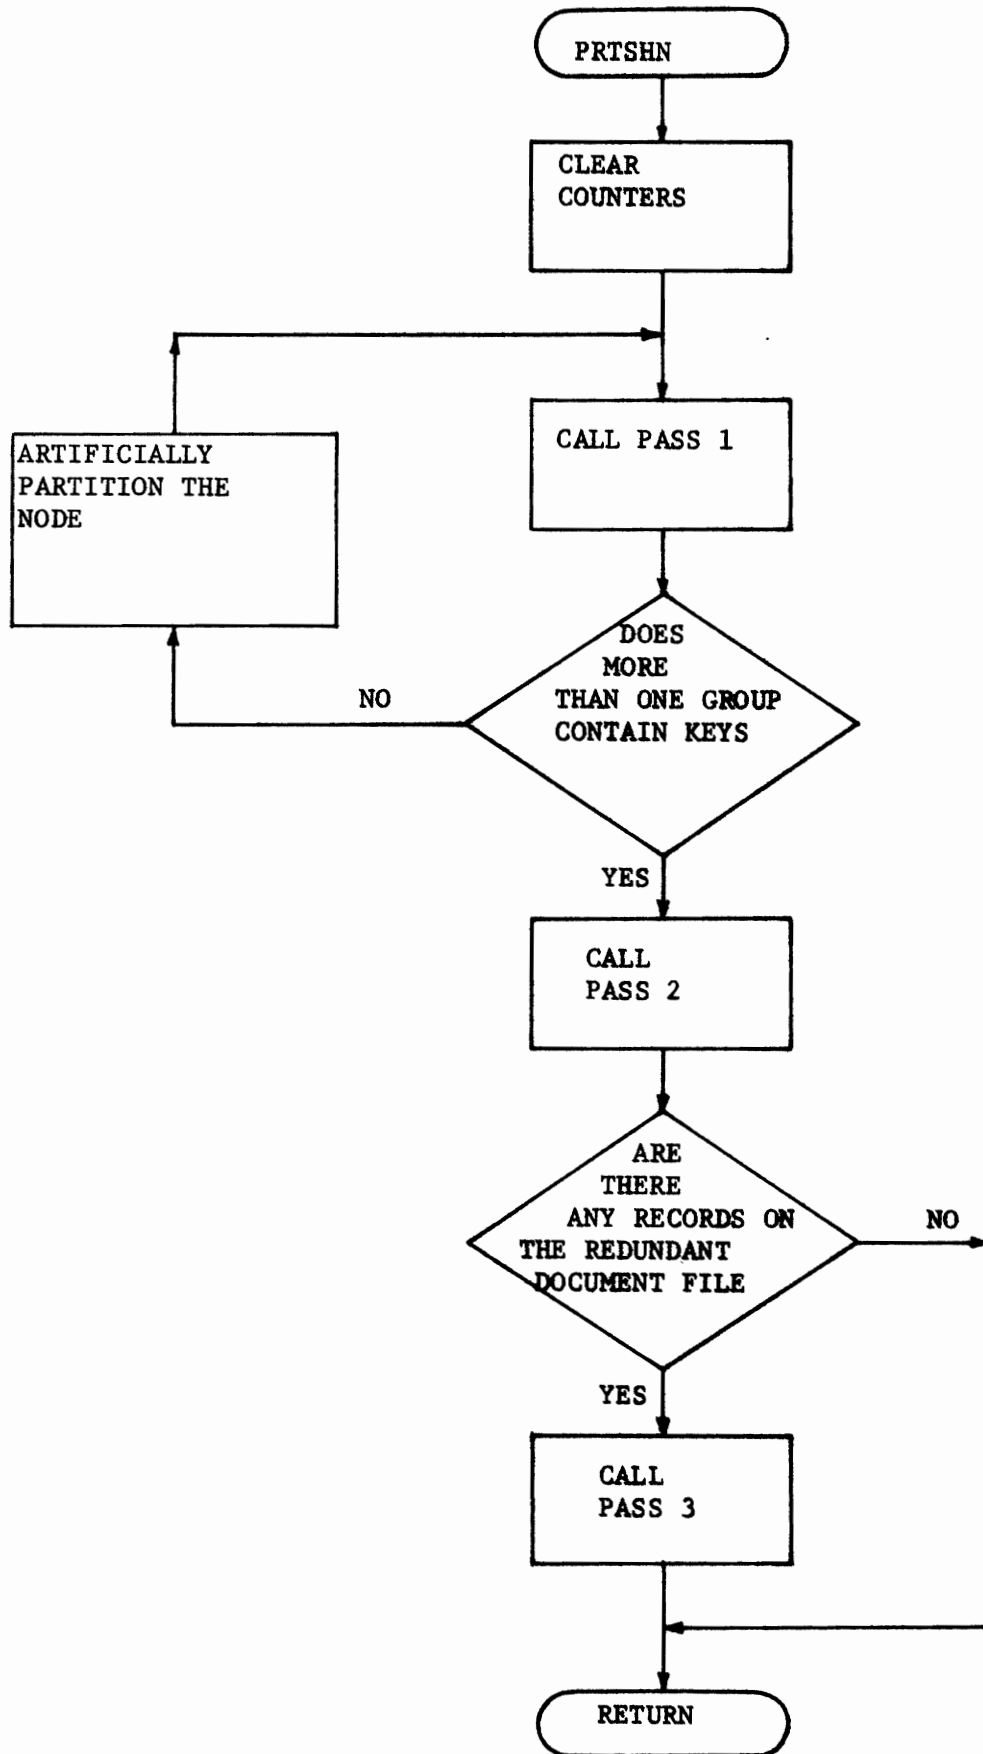 PRTSHN
CLEAR
COUNTERS
CALL PASS 1
ARTIFICIALLY
PARTITION THE
NODE
DOES
MORE
THAN ONE GROUP
CONTAIN KEYS
NO
YES
CALL
PASS 2
ARE
THERE
ANY RECORDS ON
THE REDUNDANT
DOCUMENT FILE
NO
YES
CALL
PASS 3
RETURN